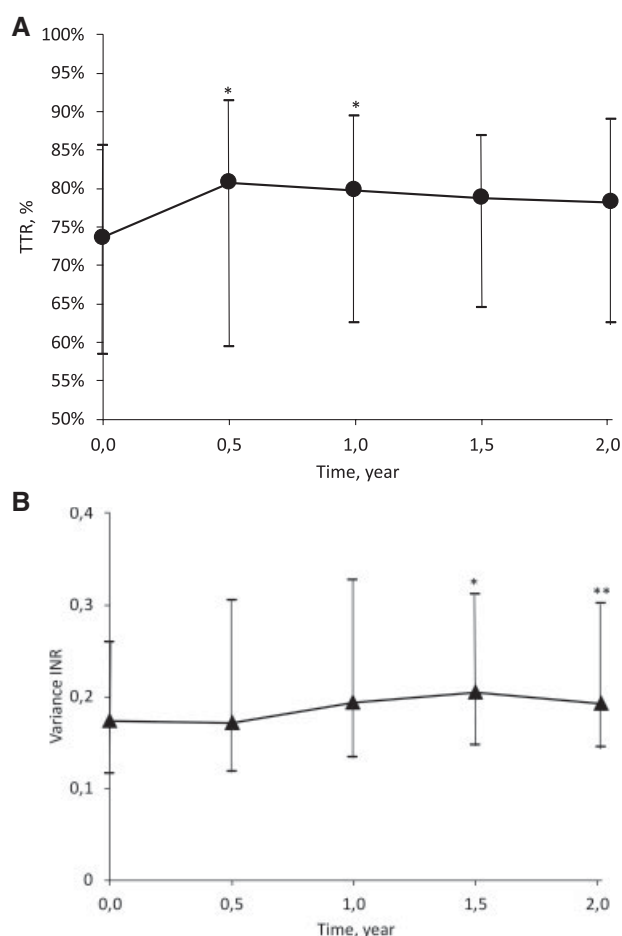 A
100%
95%
90%
85%
80%
75%
70%
65%
60%
55%
50%
TTR, %
*
*
0,0 0,5 1,0 1,5 2,0
Time, year
B
0,4
0,3
0,2
0,1
0
Variance INR
*
**
0,0 0,5 1,0 1,5 2,0
Time, year